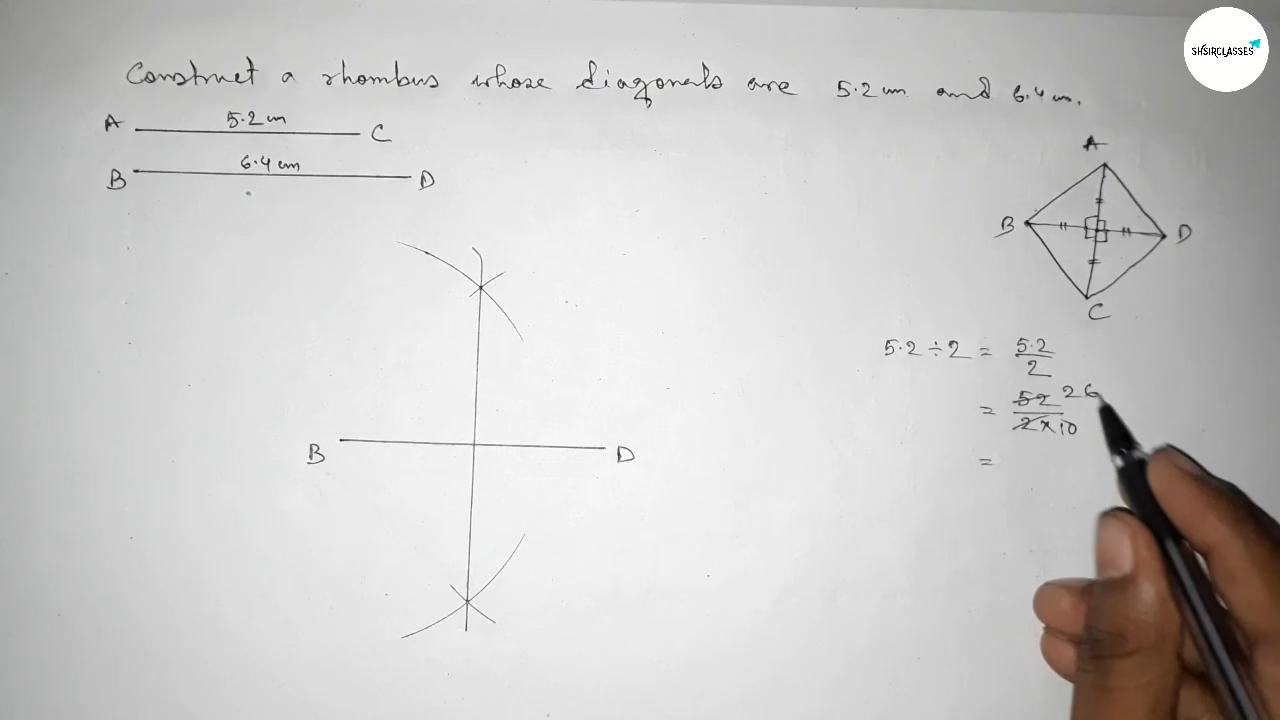 SHSIRCLASSES
Construct a rhombus whose diagonals are 5.2 cm and 6.4 cm.
A 5.2 cm C
B 6.4 cm D
A
B D
C
5.2 ÷ 2 = 5.2/2
= 52 26 / 2×10
=
B D